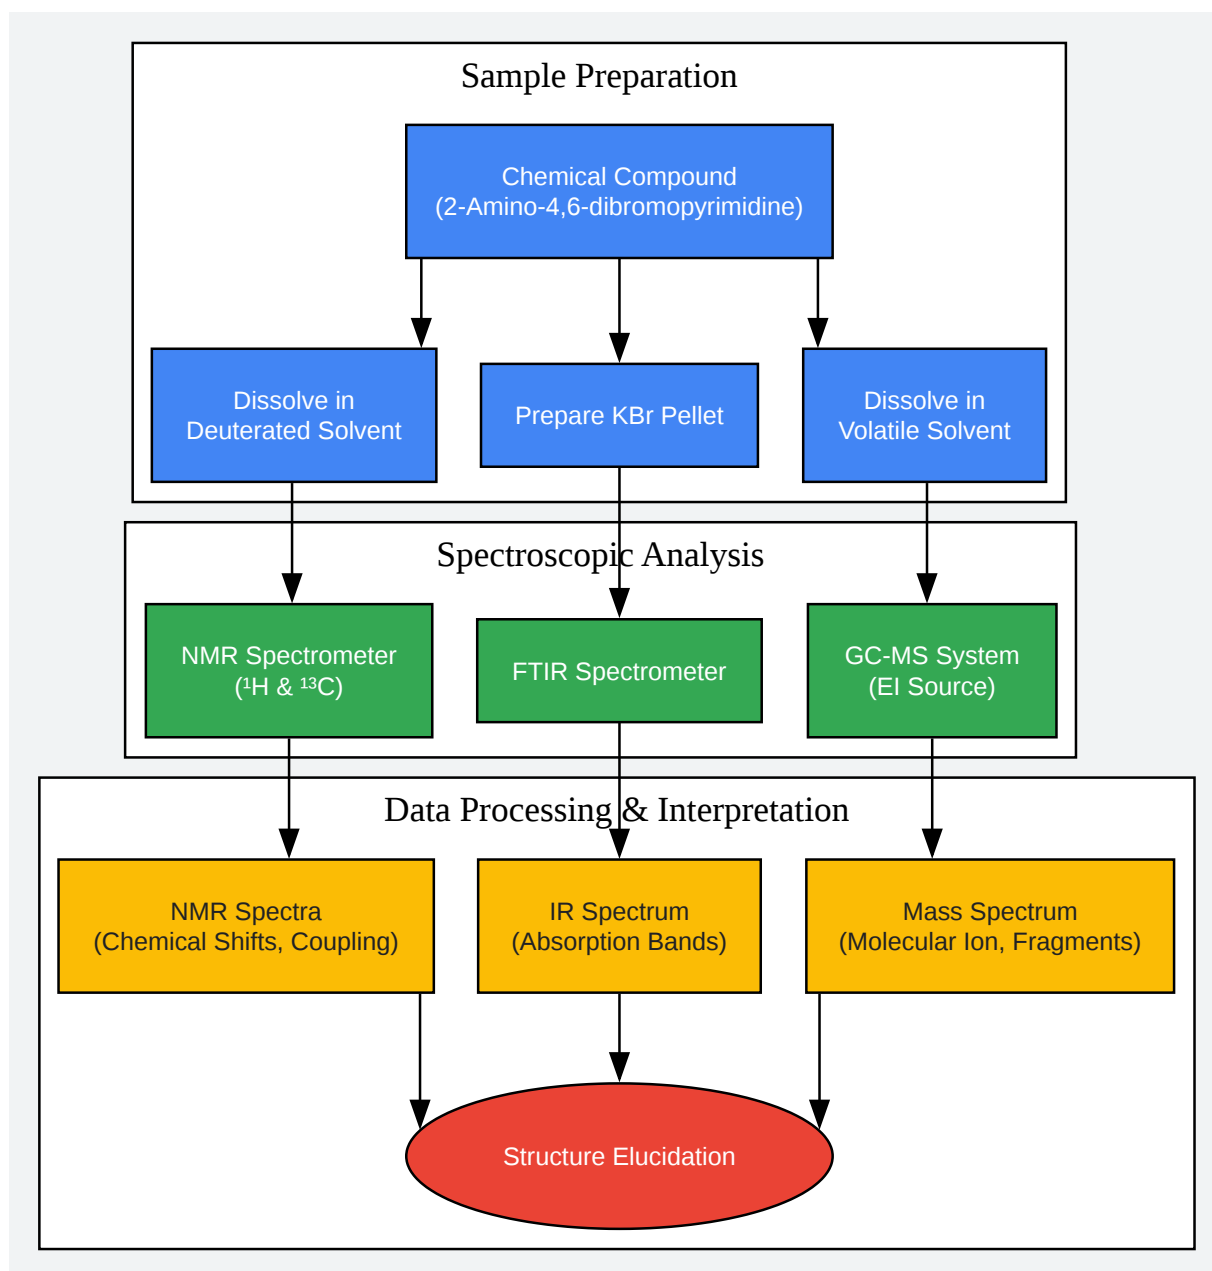 Sample Preparation
Chemical Compound
(2-Amino-4,6-dibromopyrimidine)
Dissolve in
Deuterated Solvent
Prepare KBr Pellet
Dissolve in
Volatile Solvent
Spectroscopic Analysis
NMR Spectrometer
(¹H & ¹³C)
FTIR Spectrometer
GC-MS System
(EI Source)
Data Processing & Interpretation
NMR Spectra
(Chemical Shifts, Coupling)
IR Spectrum
(Absorption Bands)
Mass Spectrum
(Molecular Ion, Fragments)
Structure Elucidation